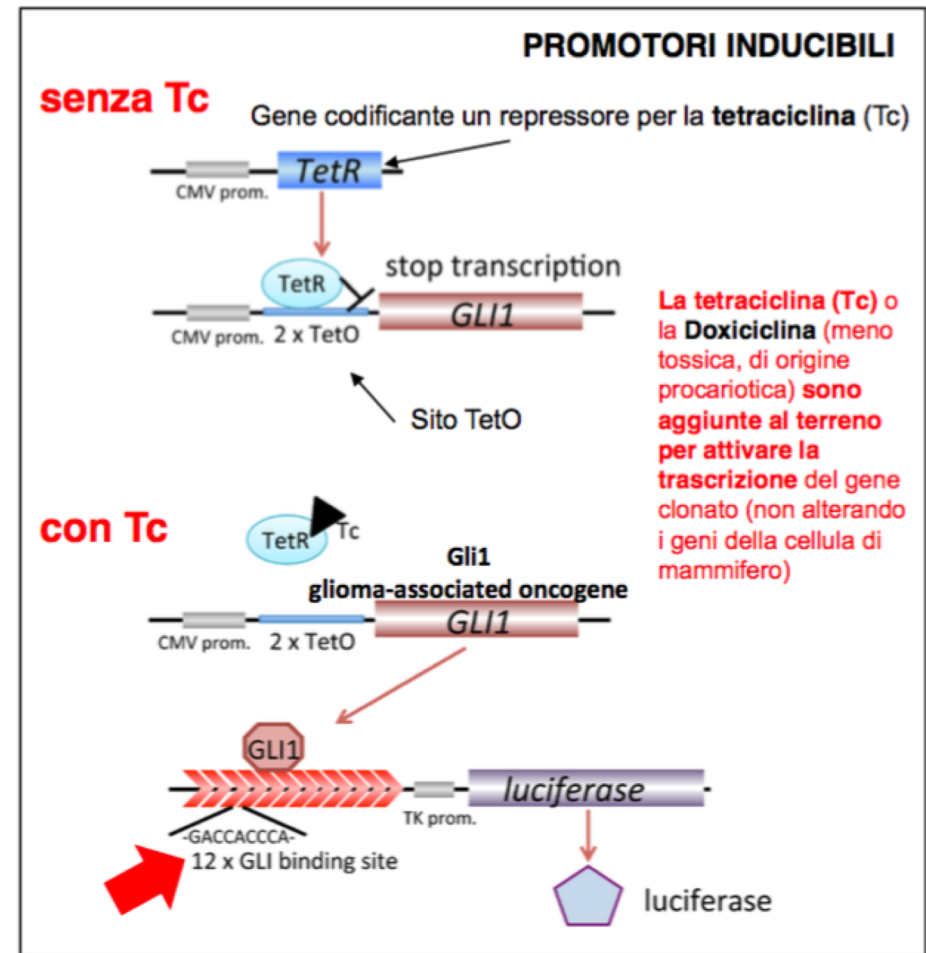 PROMOTORI INDUCIBILI
senza Tc
Gene codificante un repressore per la tetraciclina (Tc)
TetR
CMV prom.
TetR
stop transcription
GLI1
CMV prom.
2 x TetO
Sito TetO
La tetraciclina (Tc) o
la Doxiciclina (meno
tossica, di origine
procariotica) sono
aggiunte al terreno
per attivare la
trascrizione del gene
clonato (non alterando
i geni della cellula di
mammifero)
con Tc
TetR
Tc
Gli1
glioma-associated oncogene
GLI1
CMV prom.
2 x TetO
GLI1
luciferase
TK prom.
-GACCACCCA-
12 x GLI binding site
luciferase